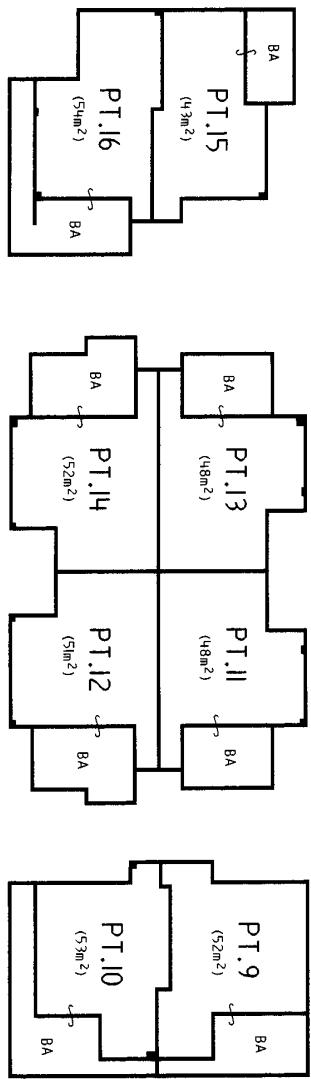 BA
PT.15
(43m²)
PT.16
(54m²)
BA
BA
PT.13
(48m²)
BA
PT.14
(52m²)
PT.11
(48m²)
BA
PT.12
(51m²)
BA
PT.9
(52m²)
BA
PT.10
(53m²)
BA